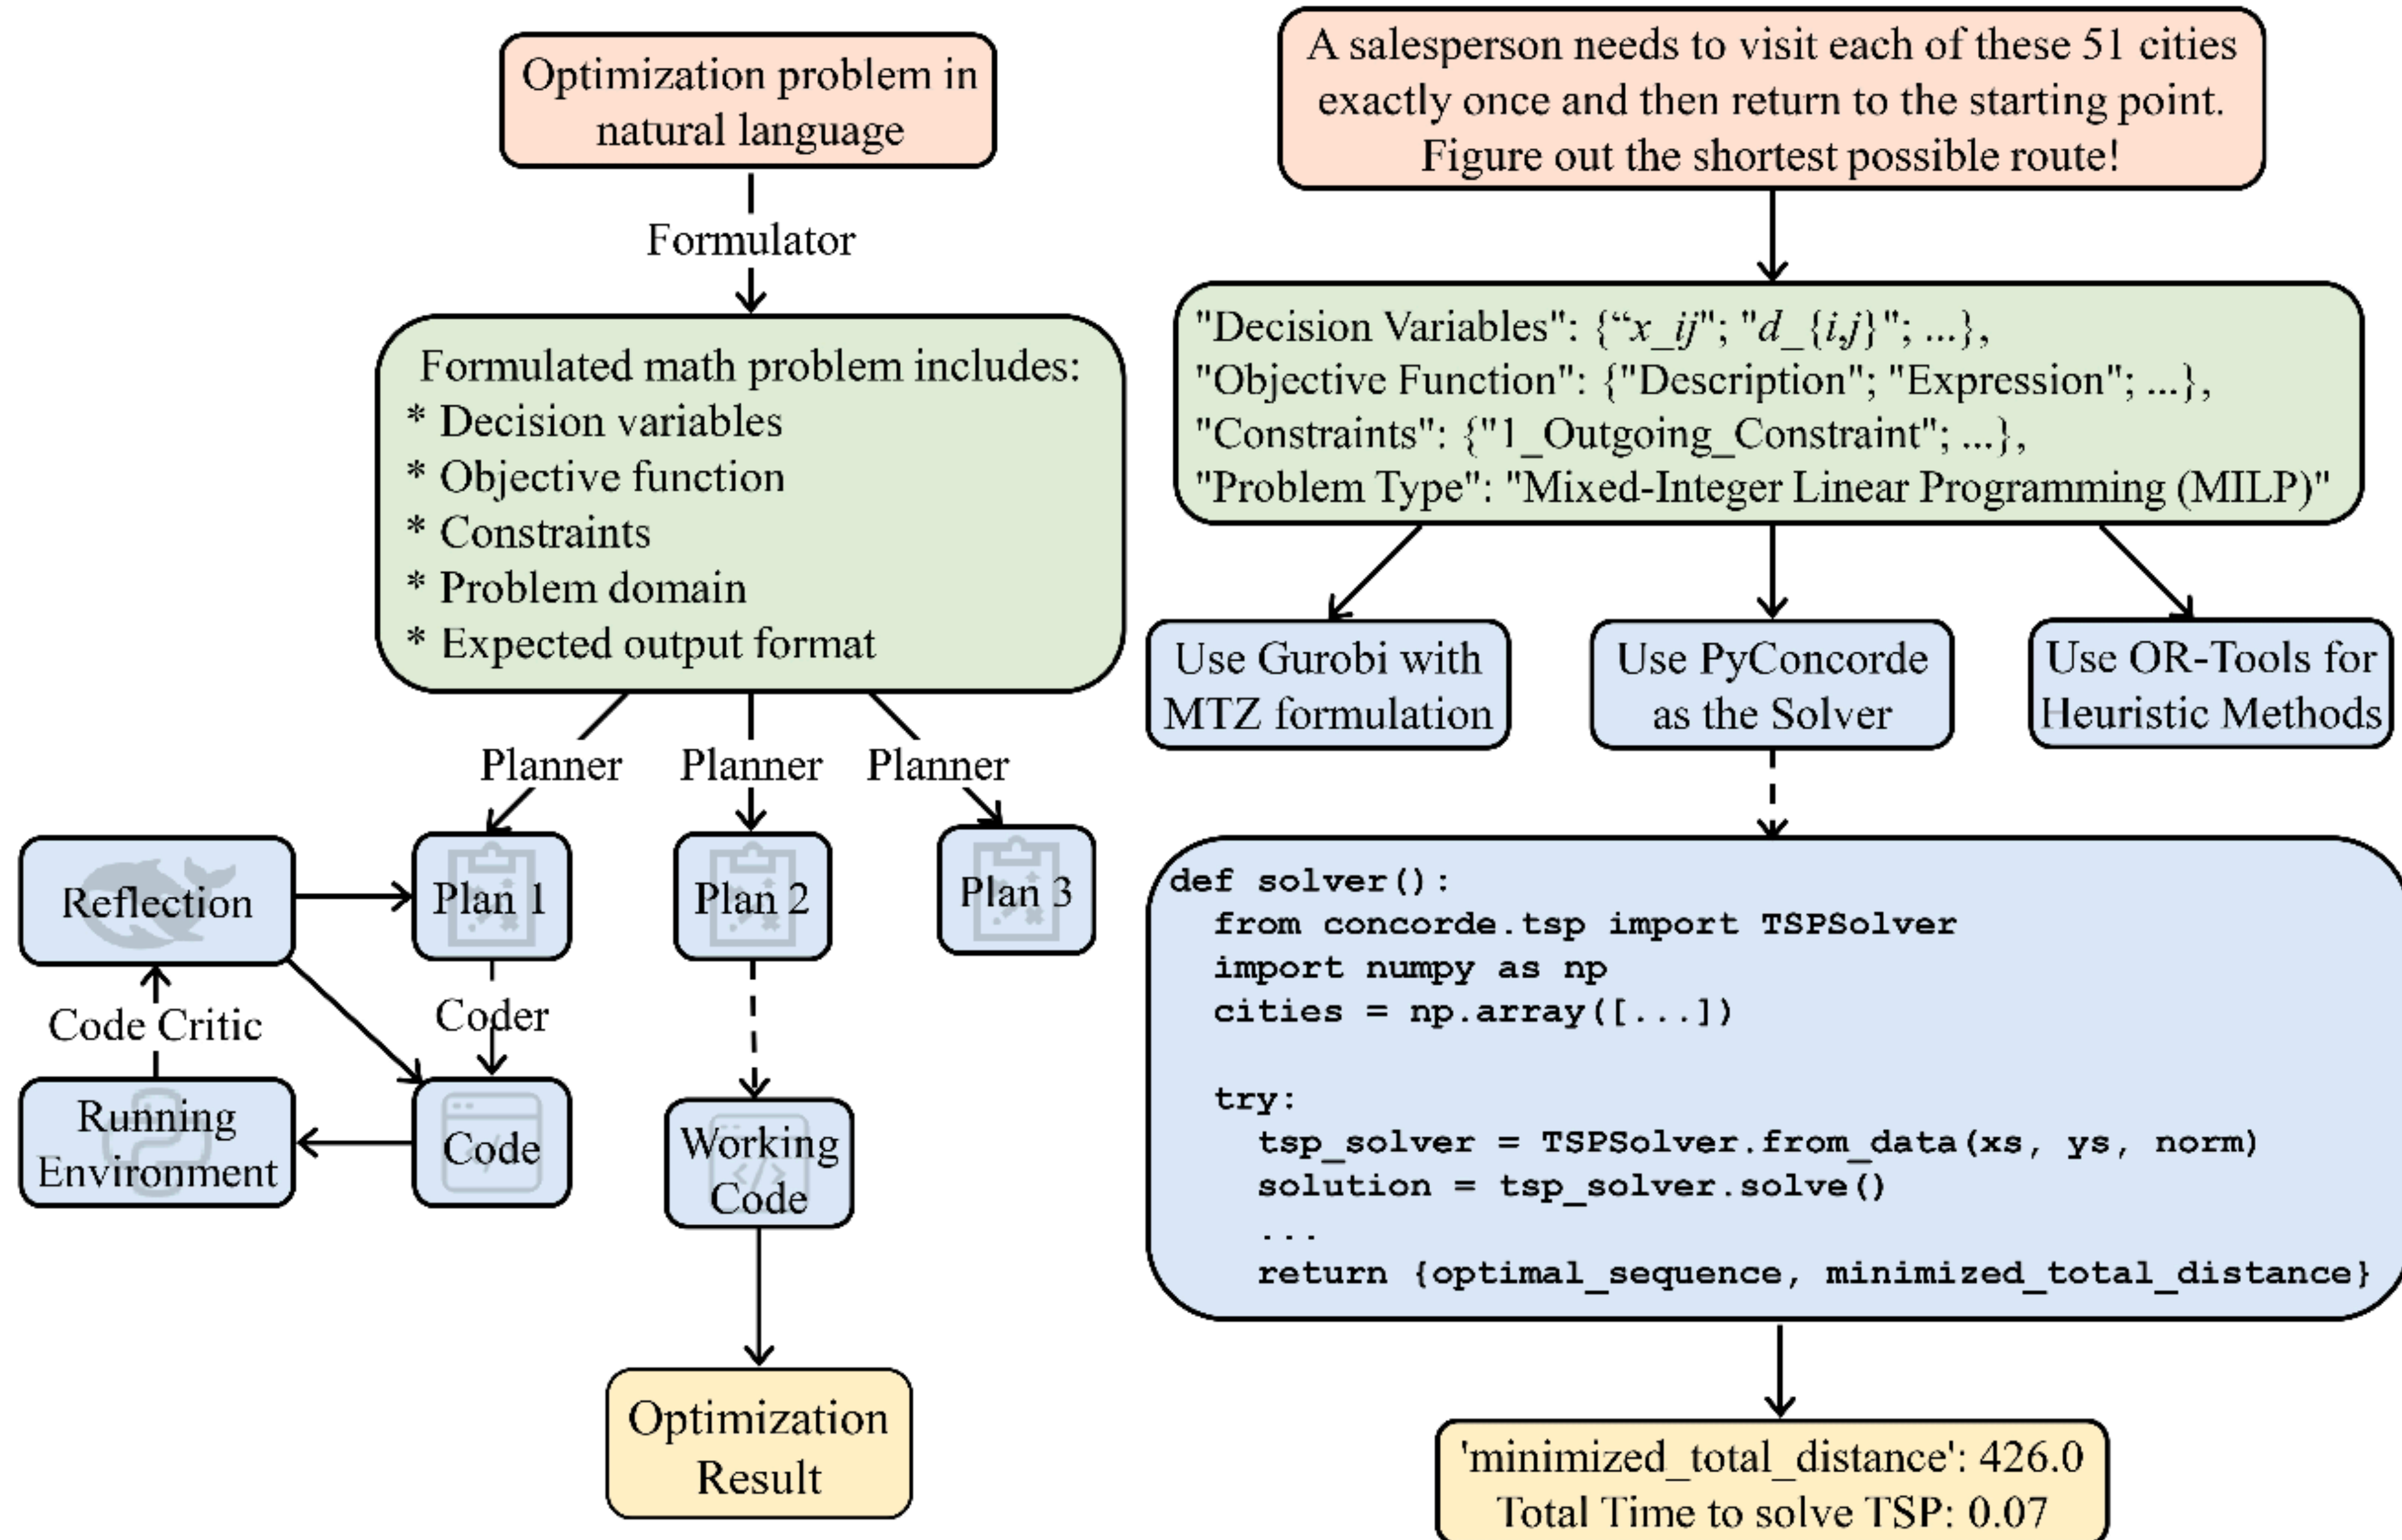 Optimization problem in
natural language
Formulator
Formulated math problem includes:
* Decision variables
* Objective function
* Constraints
* Problem domain
* Expected output format
Planner
Planner
Planner
Reflection
Plan 1
Plan 2
Plan 3
Code Critic
Coder
Running
Environment
Code
Working
Code
Optimization
Result
A salesperson needs to visit each of these 51 cities
exactly once and then return to the starting point.
Figure out the shortest possible route!
"Decision Variables": {“x_ij"; "d_{i,j}"; ...},
"Objective Function": {"Description"; "Expression"; ...},
"Constraints": {"1_Outgoing_Constraint"; ...},
"Problem Type": "Mixed-Integer Linear Programming (MILP)"
Use Gurobi with
MTZ formulation
Use PyConcorde
as the Solver
Use OR-Tools for
Heuristic Methods
def solver():
from concorde.tsp import TSPSolver
import numpy as np
cities = np.array([...])
try:
tsp_solver = TSPSolver.from_data(xs, ys, norm)
solution = tsp_solver.solve()
...
return {optimal_sequence, minimized_total_distance}
'minimized_total_distance': 426.0
Total Time to solve TSP: 0.07